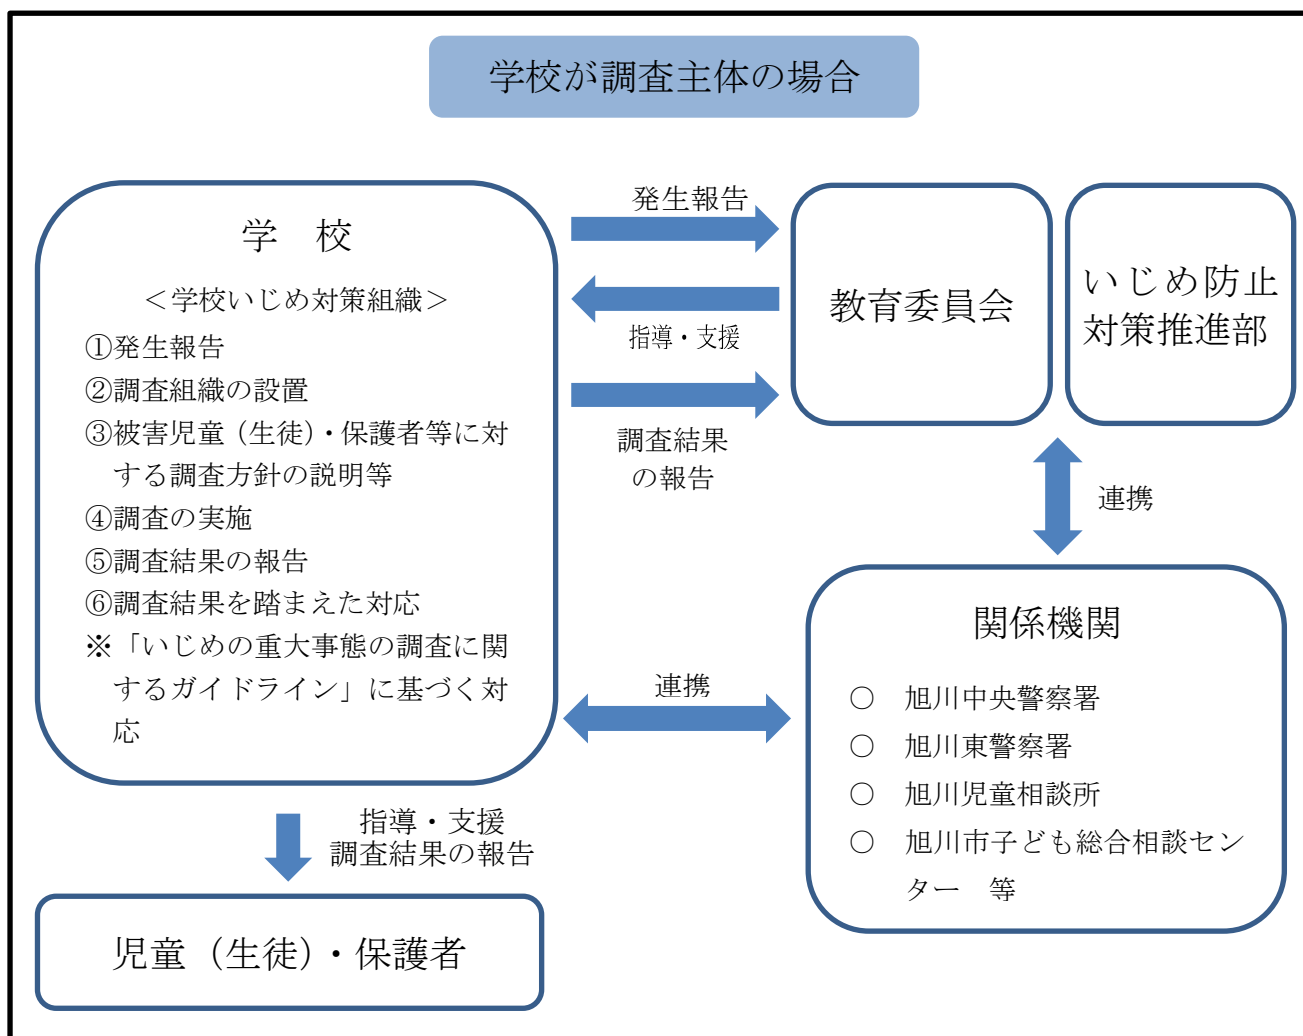 学校が調査主体の場合
学　校
＜学校いじめ対策組織＞
①発生報告
②調査組織の設置
③被害児童（生徒）・保護者等に対
する調査方針の説明等
④調査の実施
⑤調査結果の報告
⑥調査結果を踏まえた対応
※「いじめの重大事態の調査に関
するガイドライン」に基づく対
応
発生報告
指導・支援
調査結果
の報告
教育委員会
いじめ防止
対策推進部
連携
連携
関係機関
○　旭川中央警察署
○　旭川東警察署
○　旭川児童相談所
○　旭川市子ども総合相談セン
ター　等
指導・支援
調査結果の報告
児童（生徒）・保護者